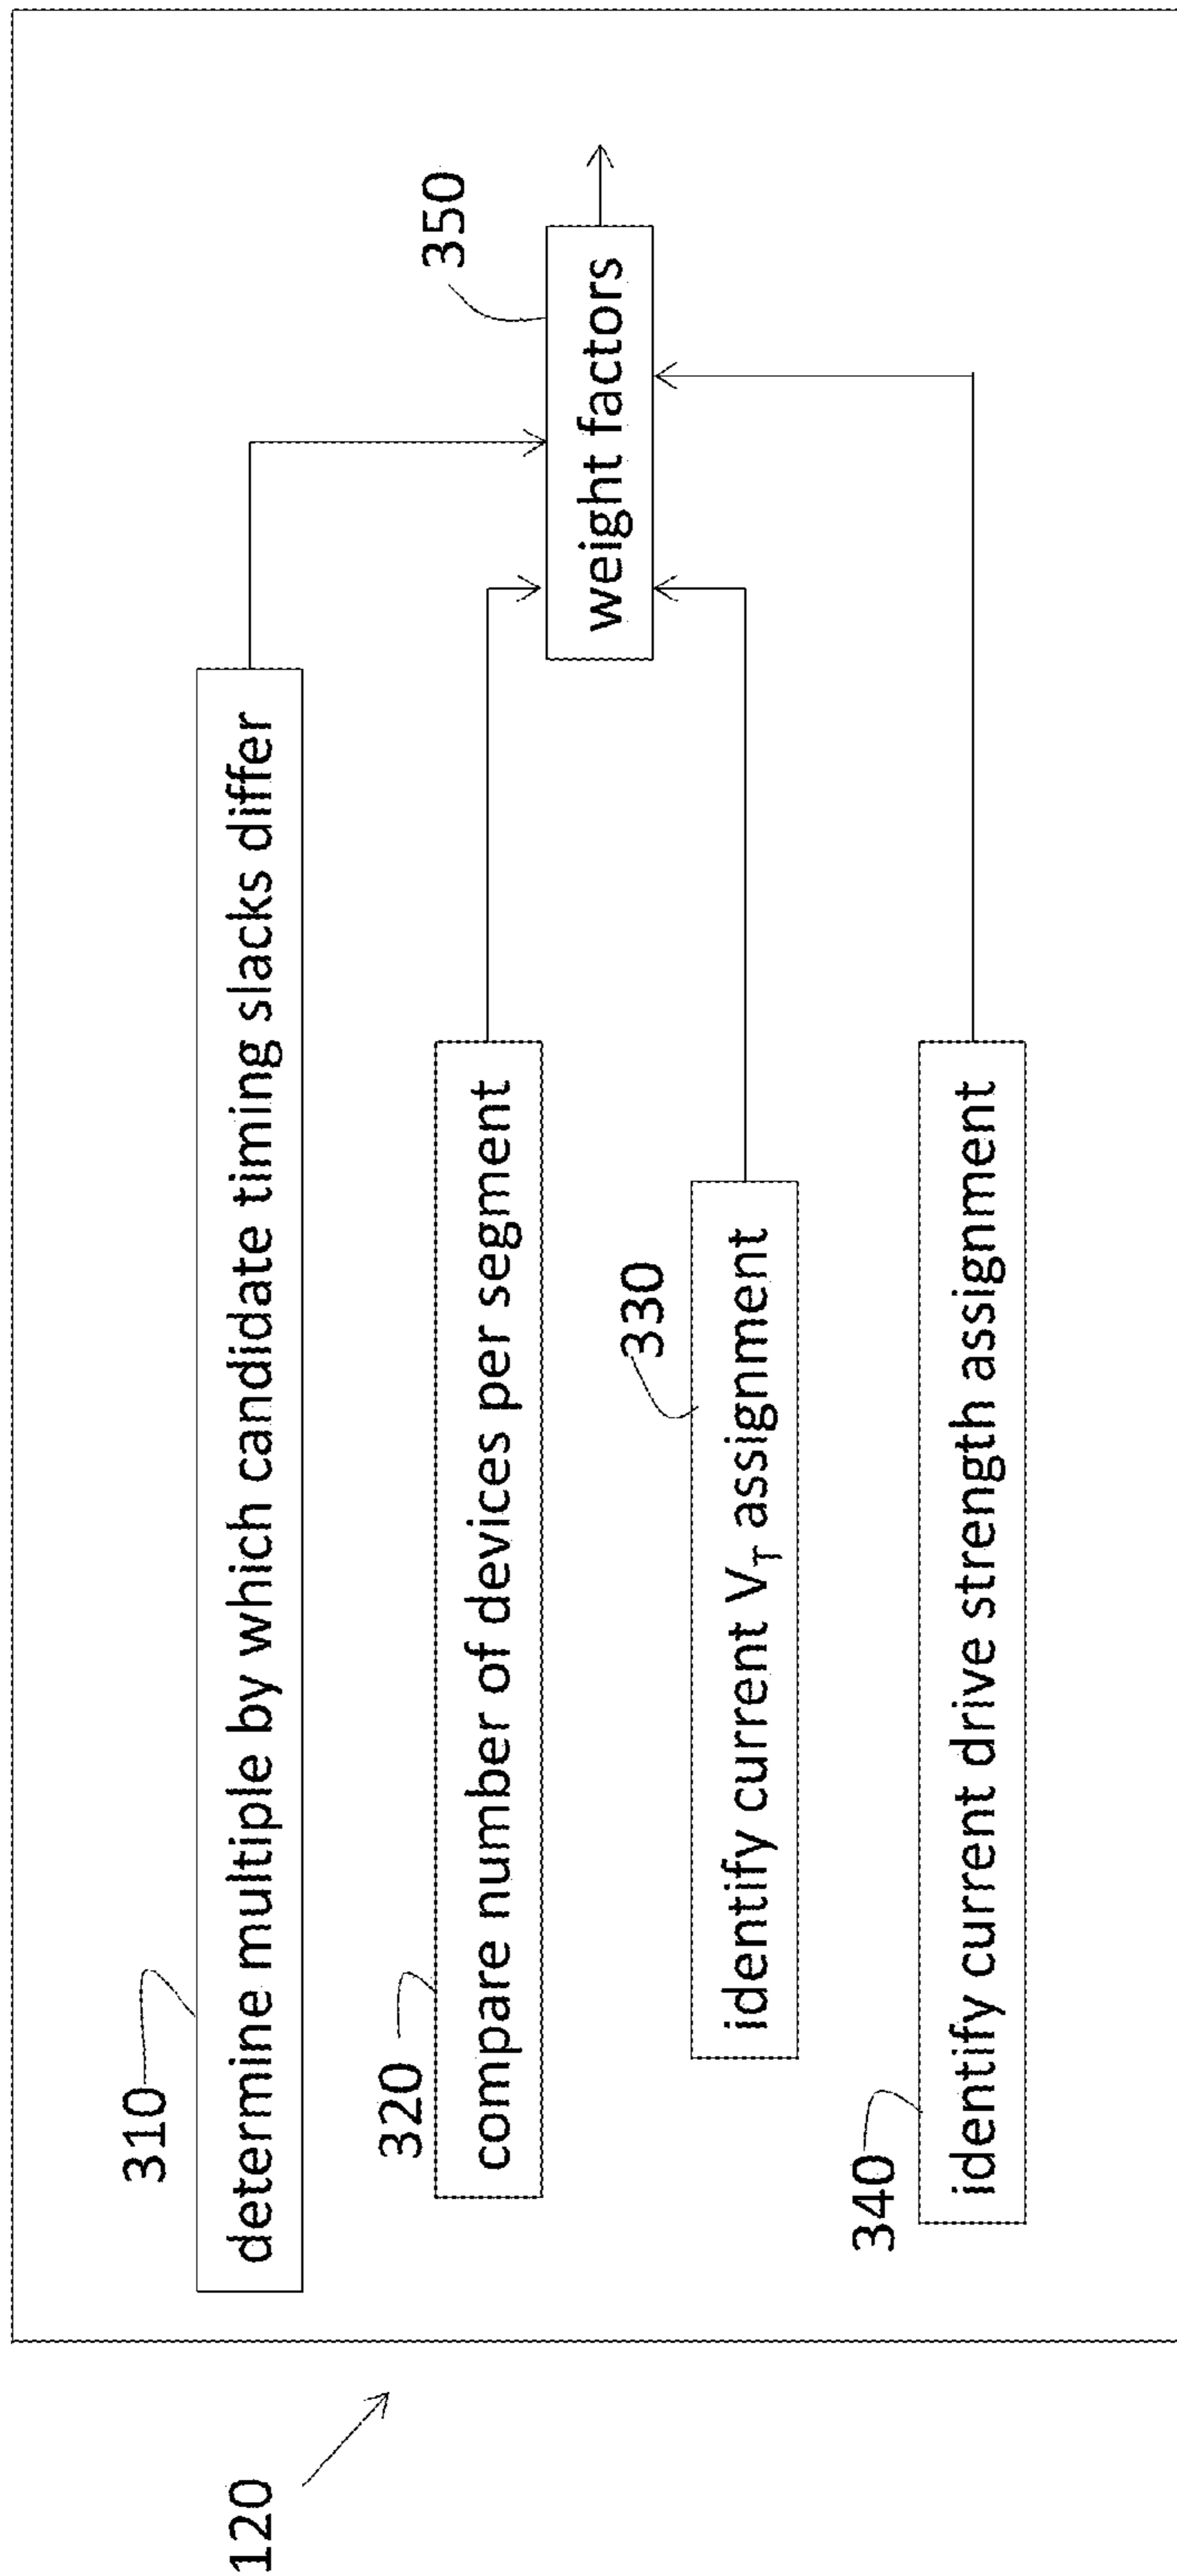 120
310
determine multiple by which candidate timing slacks differ
320
compare number of devices per segment
330
identify current V_T assignment
340
identify current drive strength assignment
350
weight factors